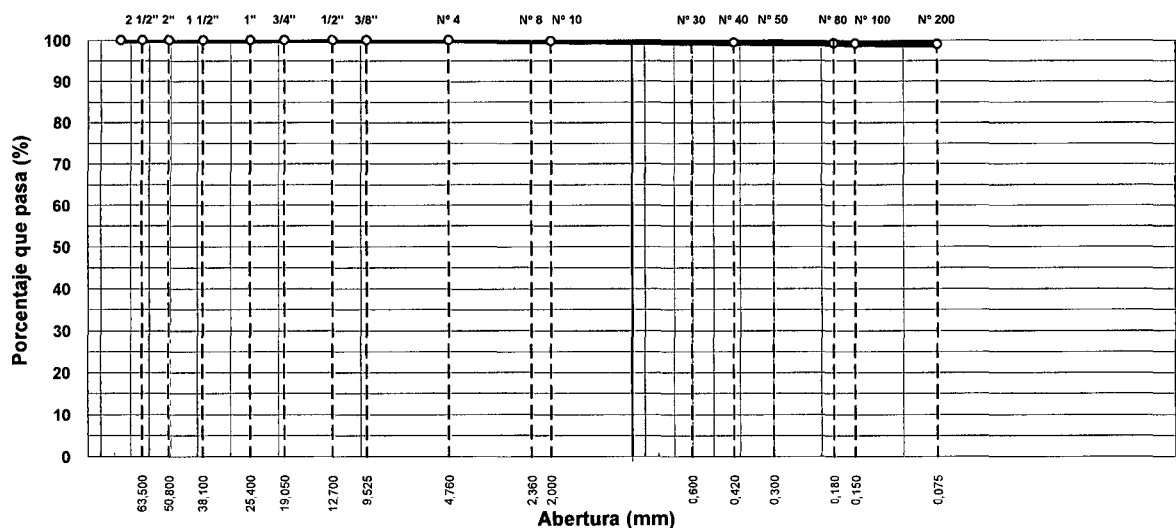 2 1/2" 2" 1 1/2" 1" 3/4" 1/2" 3/8" Nº 4 Nº 8 Nº 10 Nº 30 Nº 40 Nº 50 Nº 80 Nº 100 Nº 200
Porcentaje que pasa (%)
100
90
80
70
60
50
40
30
20
10
0
63,500 50,800 38,100 25,400 19,050 12,700 9,525 4,760 2,360 2,000 0,600 0,420 0,300 0,180 0,150 0,075
Abertura (mm)